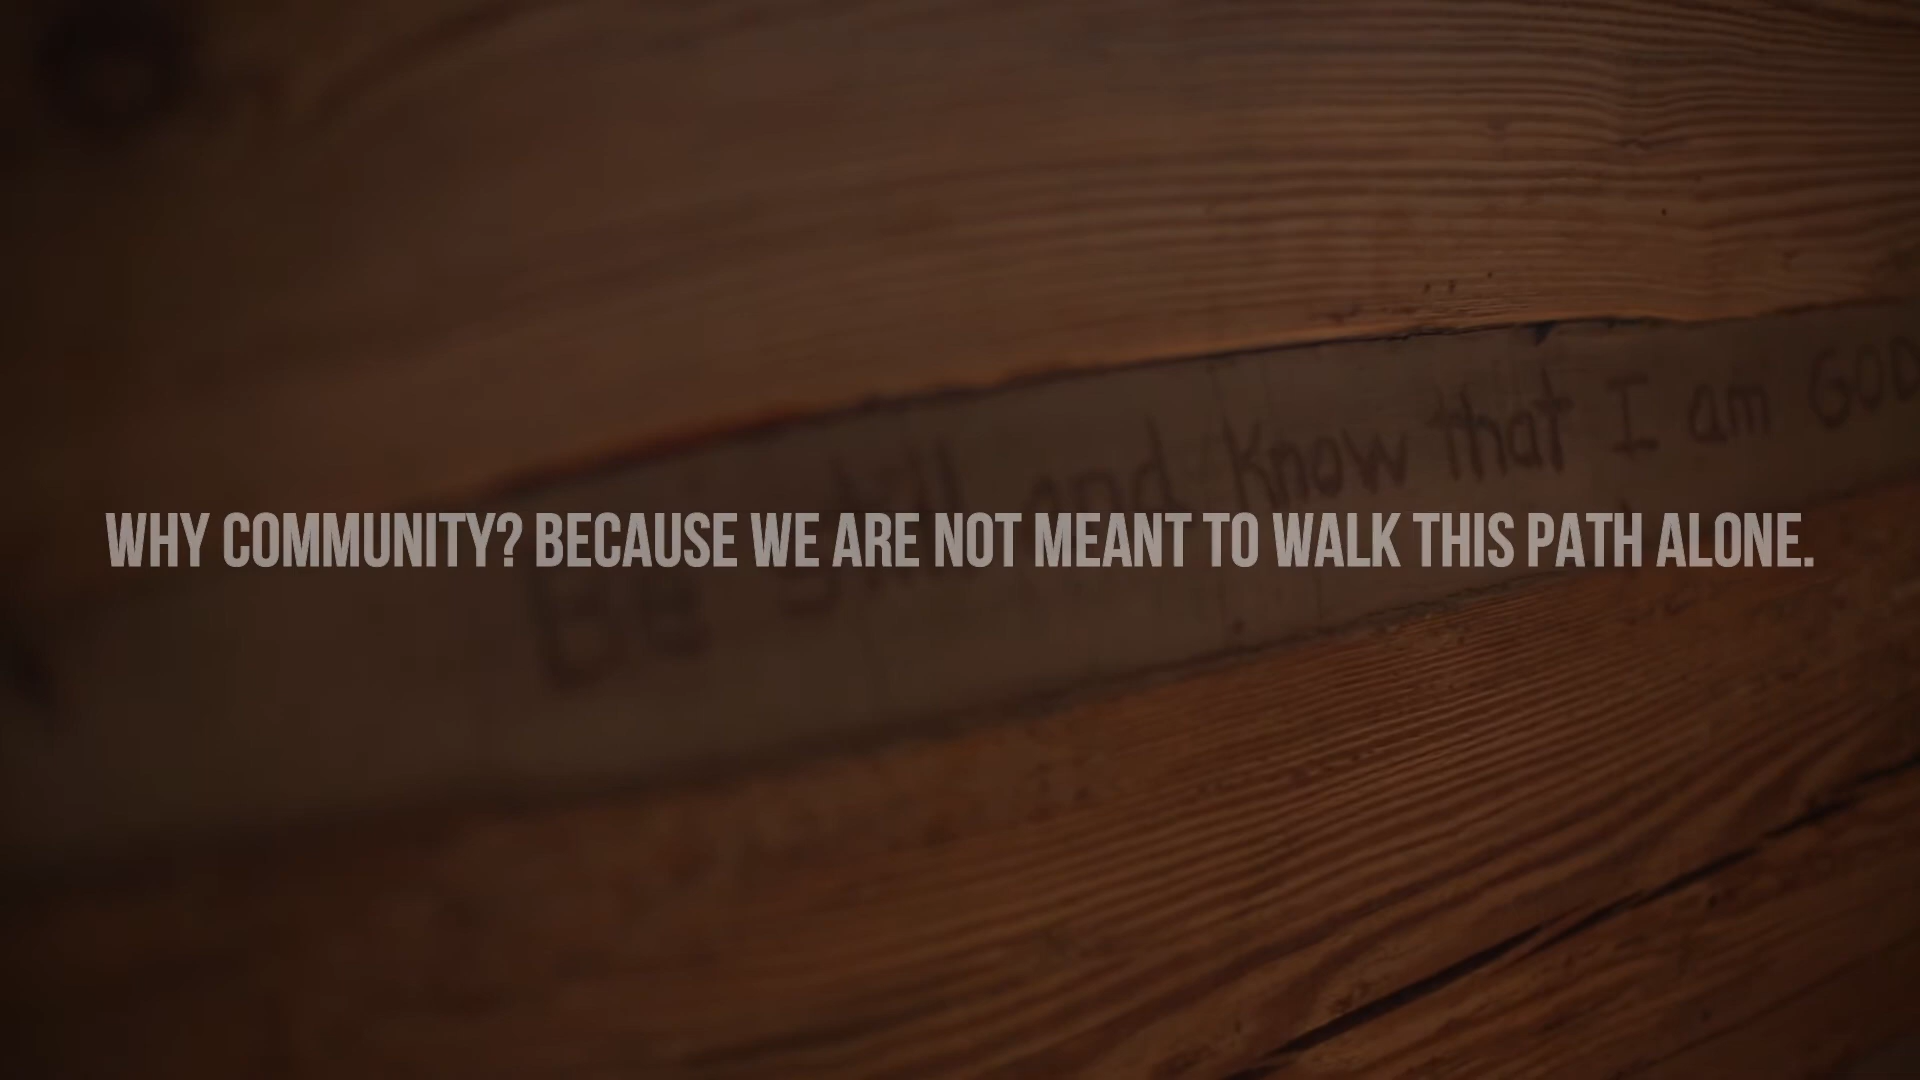 Be still and Know that I am GOD
WHY COMMUNITY? BECAUSE WE ARE NOT MEANT TO WALK THIS PATH ALONE.